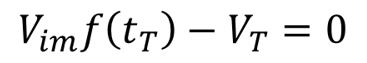 $V_{im}f(t_T) - V_T = 0$